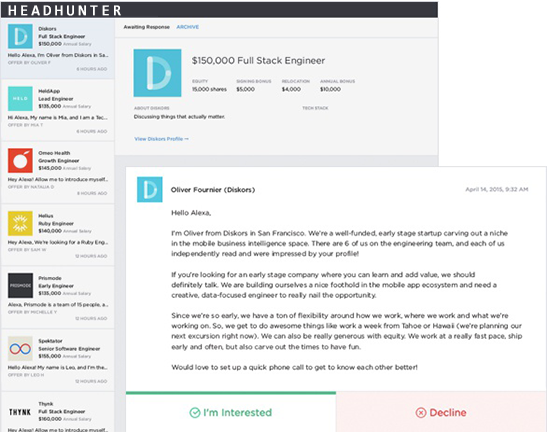 HEADHUNTER
Diskors
Full Stack Engineer
$150,000 Annual Salary
Hello Alexa, I'm Oliver from Diskors in Sa...
OFFER BY OLIVER F
8 HOURS AGO
HELD
HeldApp
Lead Engineer
$135,000 Annual Salary
Hi Alexa, My name is Mia, and I am a Tec...
OFFER BY MIA T
8 HOURS AGO
Omeo Health
Growth Engineer
$145,000 Annual Salary
Hey Alexa! Allow me to introduce myself...
OFFER BY NATALIA D
8 HOURS AGO
Helius
Ruby Engineer
$140,000 Annual Salary
Hey Alexa, We're looking for a Ruby Eng...
OFFER BY SAM W
12 HOURS AGO
PRISMODE
Prismode
Early Engineer
$135,000 Annual Salary
Alexa, Prismode is a team of 15 people, a...
OFFER BY MICHELLE Y
12 HOURS AGO
Spektator
Senior Software Engineer
$155,000 Annual Salary
Hello Alexa! My name is Leo, and I'm the...
OFFER BY LEO H
12 HOURS AGO
THYNK
Thynk
Full Stack Engineer
$160,000 Annual Salary
Hey Alexa! Allow me to introduce myself...
Awaiting Response ARCHIVE
D
$150,000 Full Stack Engineer
EQUITY SIGNING BONUS RELOCATION ANNUAL BONUS
15,000 shares $5,000 $4,000 $10,000
ABOUT DISKORS TECH STACK
Discussing things that actually matter.
View Diskors Profile →
D
Oliver Fournier (Diskors) April 14, 2015, 9:32 AM
Hello Alexa,
I'm Oliver from Diskors in San Francisco. We're a well-funded, early stage startup carving out a niche
in the mobile business intelligence space. There are 6 of us on the engineering team, and each of us
independently read and were impressed by your profile!
If you're looking for an early stage company where you can learn and add value, we should
definitely talk. We are building ourselves a nice foothold in the mobile app ecosystem and need a
creative, data-focused engineer to really nail the opportunity.
Since we're so early, we have a ton of flexibility around how we work, where we work and what we're
working on. So, we get to do awesome things like work a week from Tahoe or Hawaii (we're planning our
next excursion right now). We can also be really generous with equity. We work at a really fast pace, ship
early and often, but also carve out the times to have fun.
Would love to set up a quick phone call to get to know each other better!
I'm Interested Decline